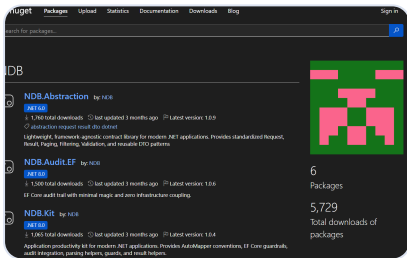 nuget Packages Upload Statistics Documentation Downloads Blog Sign in
search for packages...
NDB
NDB.Abstraction by: NDB
.NET 6.0
1,760 total downloads last updated 3 months ago Latest version: 1.0.9
abstraction request result dto dotnet
Lightweight, framework-agnostic contract library for modern .NET applications. Provides standardized Request,
Result, Paging, Filtering, Validation, and reusable DTO patterns
NDB.Audit.EF by: NDB
.NET 8.0
1,500 total downloads last updated 3 months ago Latest version: 1.0.6
EF Core audit trail with minimal magic and zero infrastructure coupling.
NDB.Kit by: NDB
.NET 8.0
1,065 total downloads last updated 3 months ago Latest version: 1.0.4
Application productivity kit for modern .NET applications. Provides AutoMapper conventions, EF Core guardrails,
audit integration, parsing helpers, guards, and result helpers.
6
Packages
5,729
Total downloads of
packages